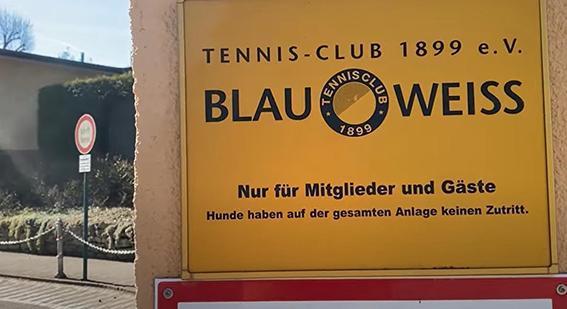 TENNIS-CLUB 1899 e.V.
BLAU TENNISCLUB 1899 WEISS
Nur für Mitglieder und Gäste
Hunde haben auf der gesamten Anlage keinen Zutritt.